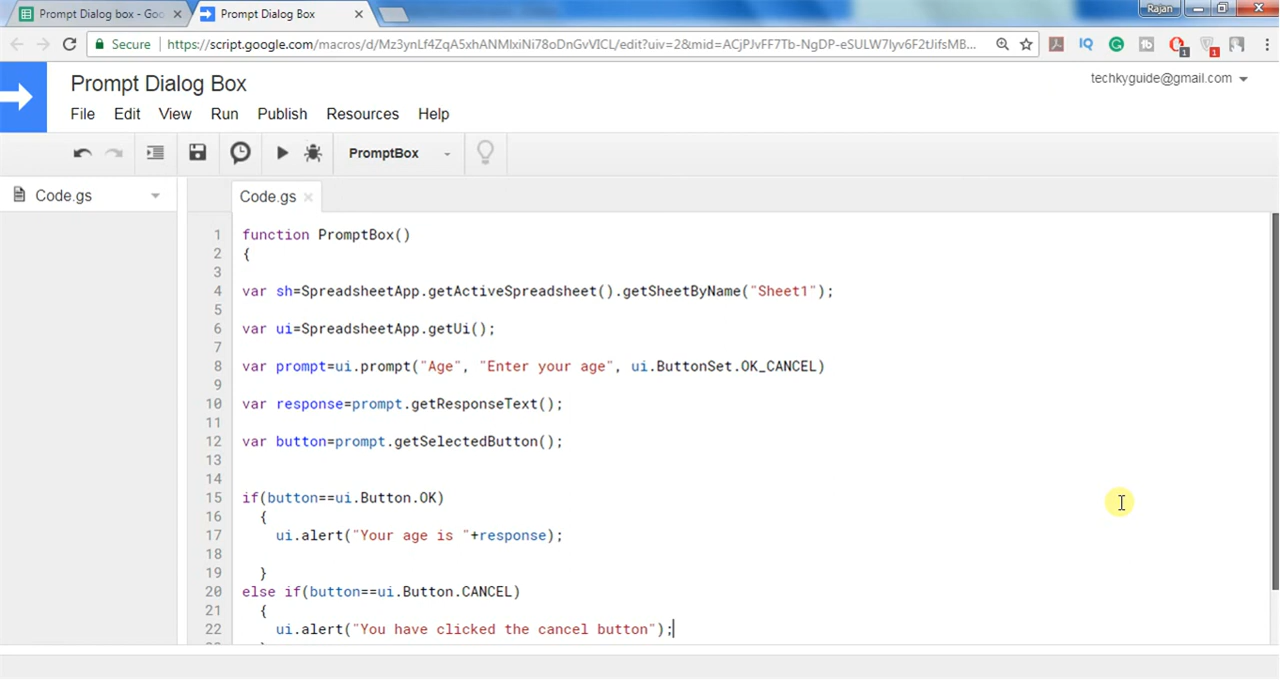 Prompt Dialog box - Goo
Prompt Dialog Box
Rajan
Secure
https://script.google.com/macros/d/Mz3ynLf4ZqA5xhANMlxiNi78oDnGvVICL/edit?uiv=2&mid=ACjPJvFF7Tb-NgDP-eSULW7lyv6F2tJifsMB...
IQ
1
1
Prompt Dialog Box
techkyguide@gmail.com
File Edit View Run Publish Resources Help
PromptBox
Code.gs
Code.gs
1 function PromptBox()
2 {
3
4 var sh=SpreadsheetApp.getActiveSpreadsheet().getSheetByName("Sheet1");
5
6 var ui=SpreadsheetApp.getUi();
7
8 var prompt=ui.prompt("Age", "Enter your age", ui.ButtonSet.OK_CANCEL)
9
10 var response=prompt.getResponseText();
11
12 var button=prompt.getSelectedButton();
13
14
15 if(button==ui.Button.OK)
16 {
17 ui.alert("Your age is "+response);
18
19 }
20 else if(button==ui.Button.CANCEL)
21 {
22 ui.alert("You have clicked the cancel button");